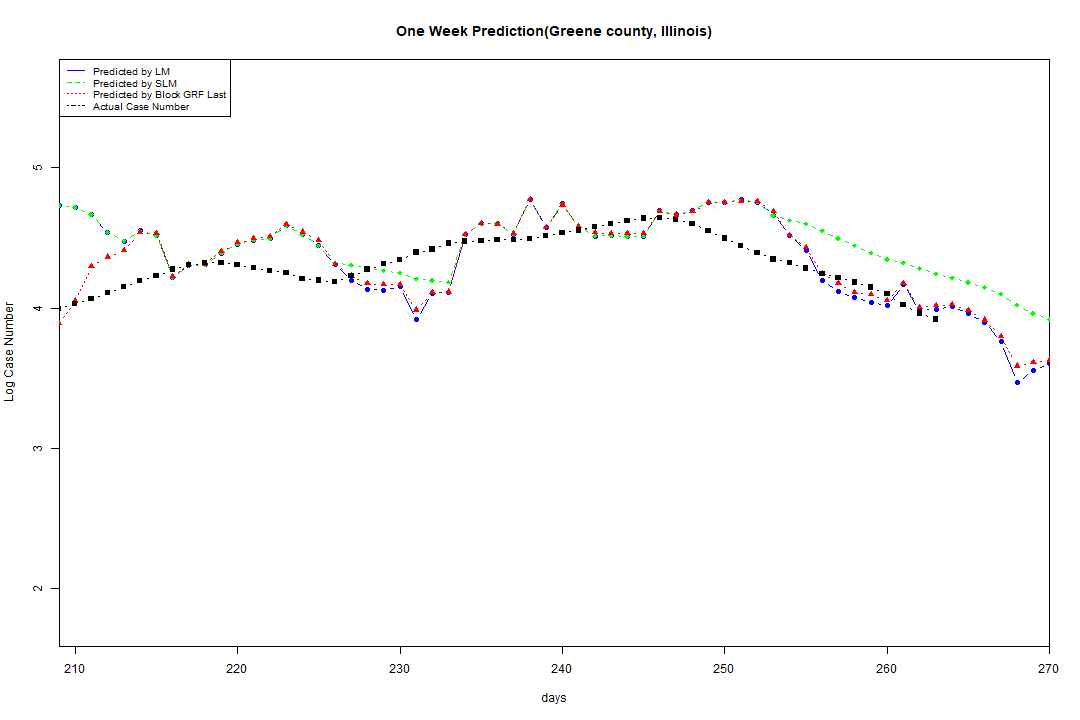 One Week Prediction(Greene county, Illinois)
Predicted by LM
Predicted by SLM
Predicted by Block GRF Last
Actual Case Number
5
4
3
2
Log Case Number
210 220 230 240 250 260 270
days